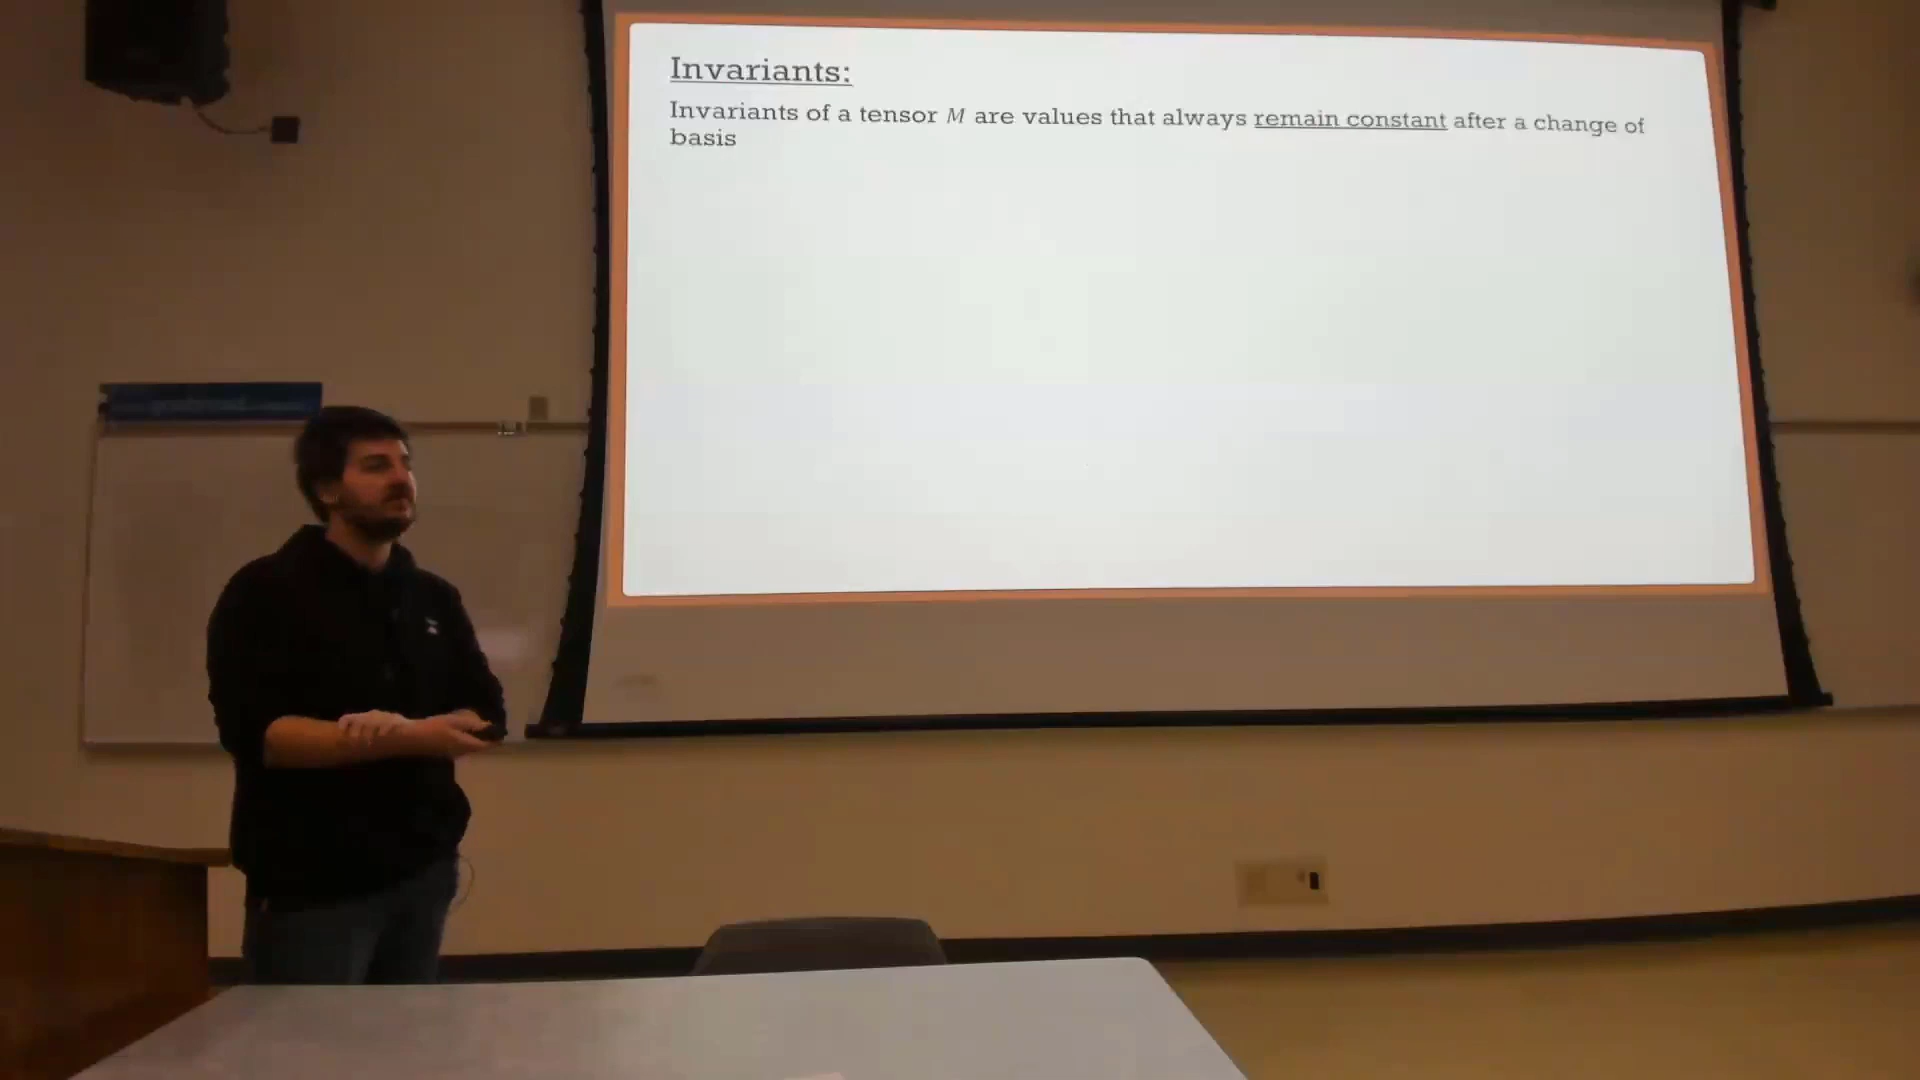 Invariants:
Invariants of a tensor M are values that always remain constant after a change of
basis